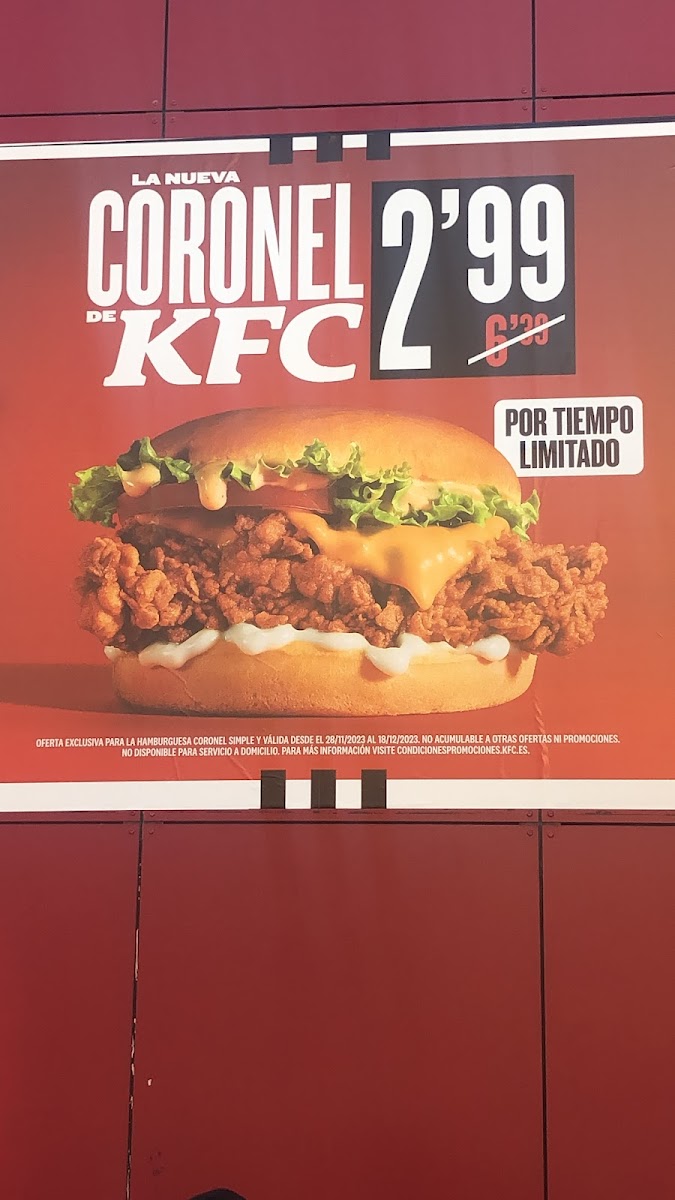 LA NUEVA
CORONEL
DE KFC
2'99
6'39
POR TIEMPO
LIMITADO
OFERTA EXCLUSIVA PARA LA HAMBURGUESA CORONEL SIMPLE Y VÁLIDA DESDE EL 28/11/2023 AL 18/12/2023. NO ACUMULABLE A OTRAS OFERTAS NI PROMOCIONES.
NO DISPONIBLE PARA SERVICIO A DOMICILIO. PARA MÁS INFORMACIÓN VISITE CONDICIONESPROMOCIONES.KFC.ES.